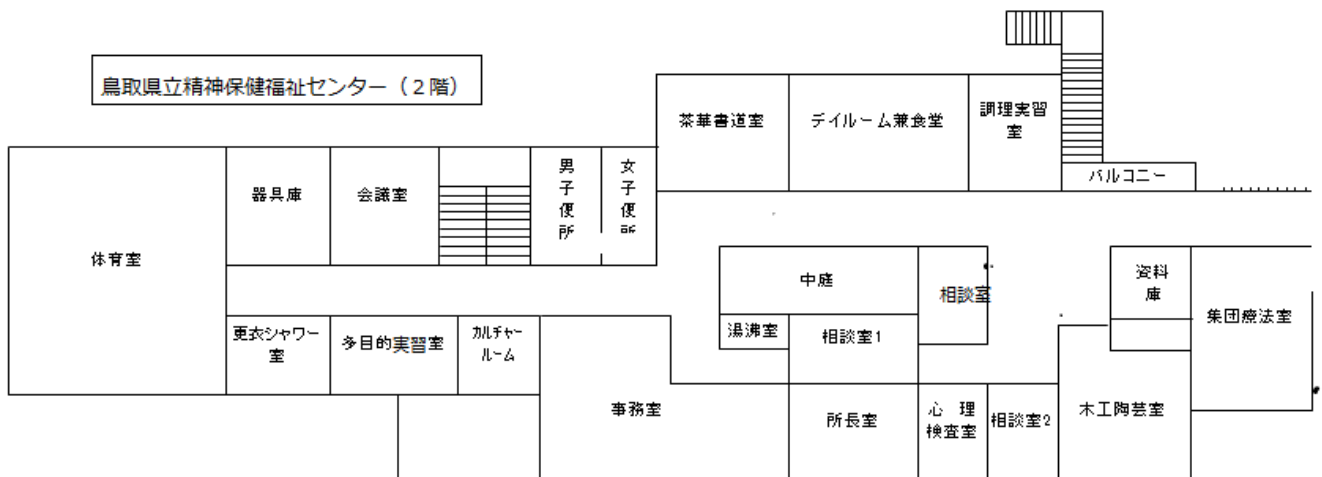 鳥取県立精神保健福祉センター（２階）
茶華書道室
デイルーム兼食堂
調理実習
室
バルコニー
体育室
器具庫
会議室
男子便所
女子便所
中庭
相談室
資料
庫
集団療法室
更衣シャワー
室
多目的実習室
カルチャー
ルーム
湯沸室
相談室1
事務室
所長室
心 理
検査室
相談室2
木工陶芸室